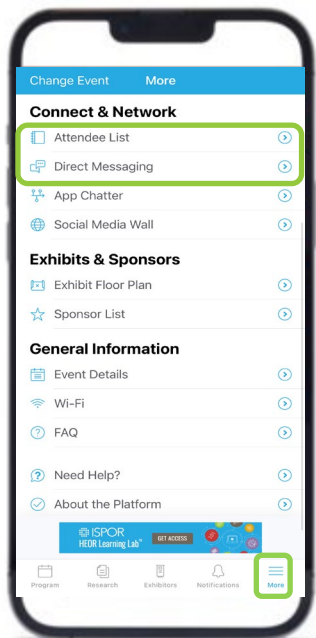 Change Event More
Connect & Network
Attendee List
Direct Messaging
App Chatter
Social Media Wall
Exhibits & Sponsors
Exhibit Floor Plan
Sponsor List
General Information
Event Details
Wi-Fi
FAQ
Need Help?
About the Platform
ISPOR
HEOR Learning Lab™
GET ACCESS
Program Research Exhibitors Notifications More